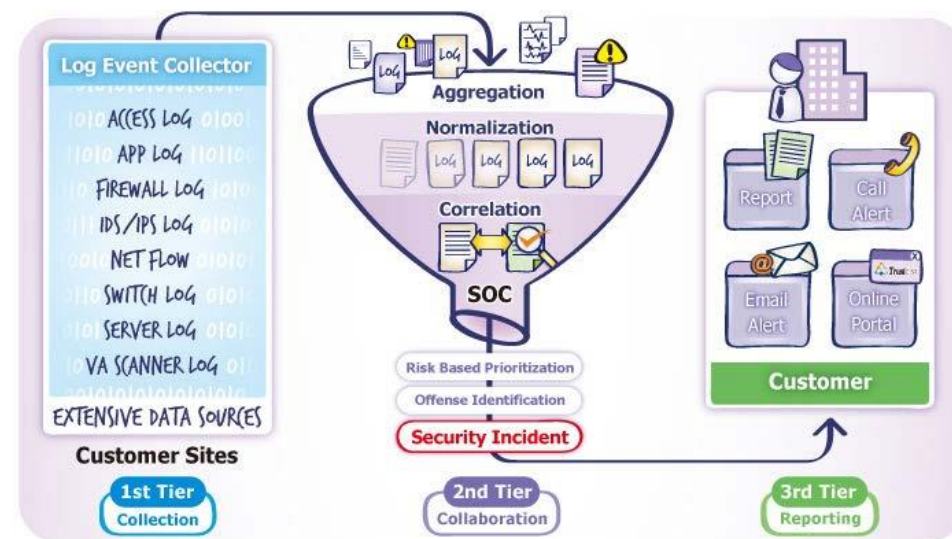 Log Event Collector
ACCESS LOG
APP LOG
FIREWALL LOG
IDS/IPS LOG
NET FLOW
SWITCH LOG
SERVER LOG
VA SCANNER LOG
EXTENSIVE DATA SOURCES
Customer Sites
1st Tier
Collection
LOG
LOG
Aggregation
Normalization
LOG LOG LOG LOG
Correlation
SOC
Risk Based Prioritization
Offense Identification
Security Incident
2nd Tier
Collaboration
Report
Call
Alert
@
Email
Alert
Online
Portal
Customer
3rd Tier
Reporting